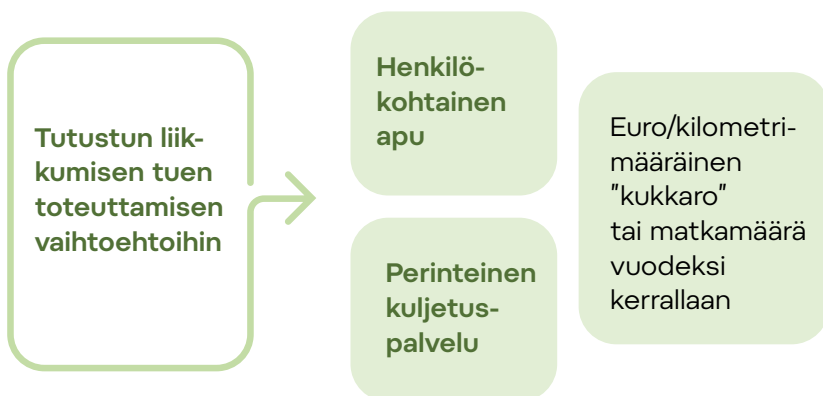 Tutustun liik-
kumisen tuen
toteuttamisen
vaihtoehtoihin
Henkilö-
kohtainen
apu
Perinteinen
kuljetus-
palvelu
Euro/kilometri-
määräinen
"kukkaro"
tai matkamäärä
vuodeksi
kerrallaan